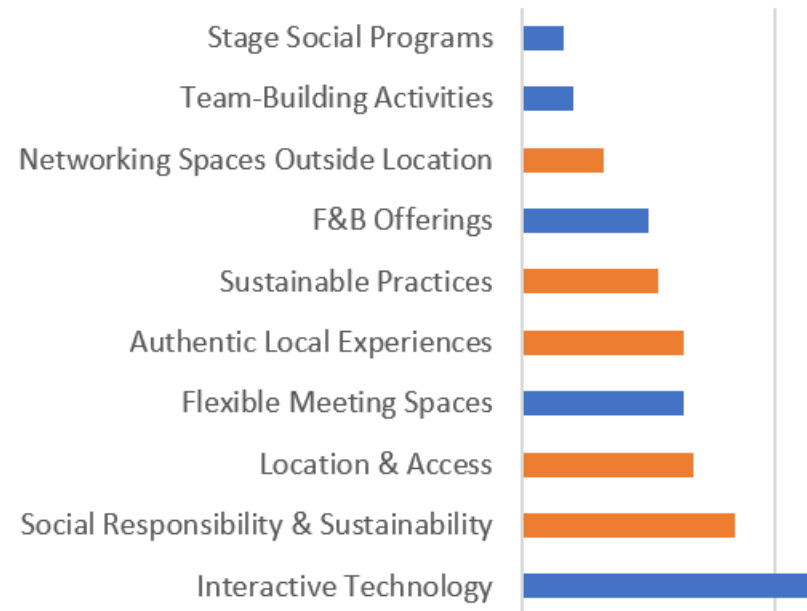 Stage Social Programs
Team-Building Activities
Networking Spaces Outside Location
F&B Offerings
Sustainable Practices
Authentic Local Experiences
Flexible Meeting Spaces
Location & Access
Social Responsibility & Sustainability
Interactive Technology